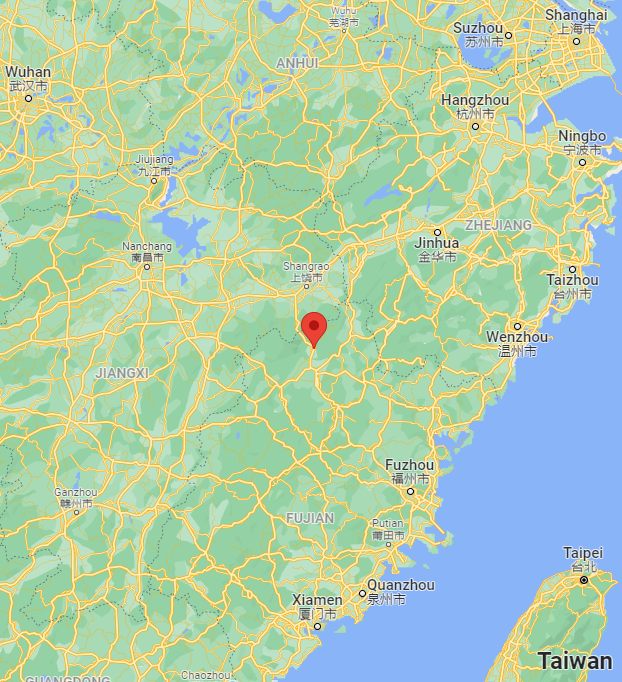 Wuhu
芜湖市
Shanghai
上海市
Suzhou
苏州市
ANHUI
Wuhan
武汉市
Hangzhou
杭州市
Ningbo
宁波市
Jiujiang
九江市
ZHEJIANG
Jinhua
金华市
Nanchang
南昌市
Shangrao
上饶市
Taizhou
台州市
Wenzhou
温州市
JIANGXI
Fuzhou
福州市
Ganzhou
赣州市
FUJIAN
Putian
莆田市
Taipei
台北
Quanzhou
泉州市
Xiamen
厦门市
Taiwan
Chaozhou
GUANGDONG